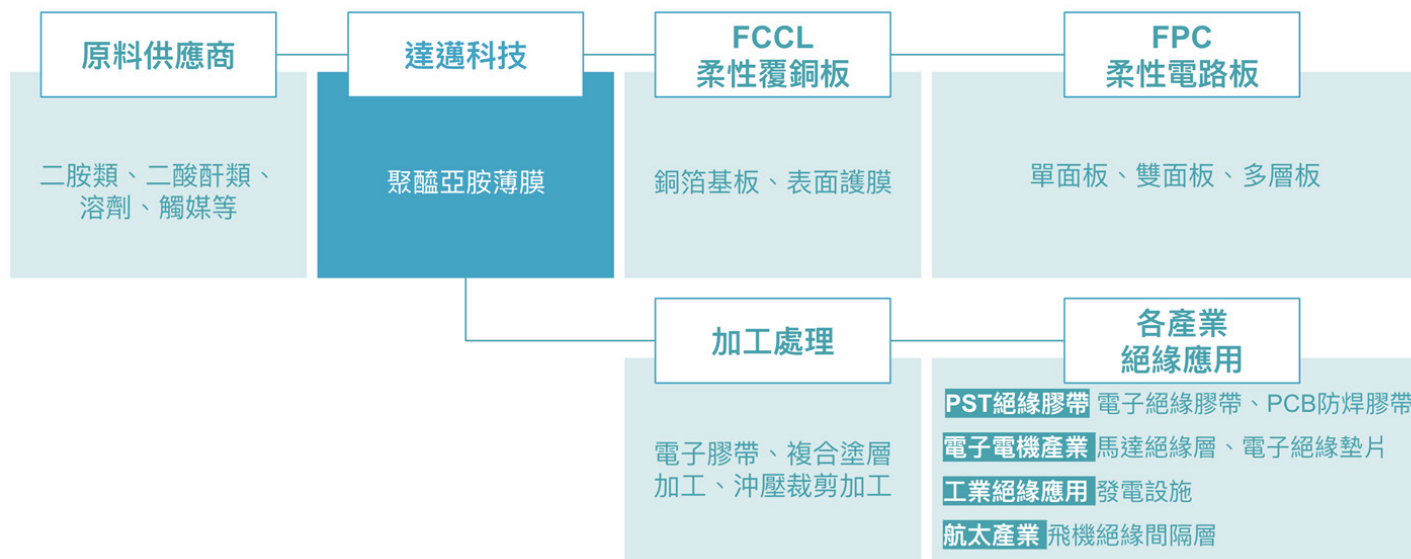 原料供應商
達邁科技
FCCL
柔性覆銅板
FPC
柔性電路板
二胺類、二酸酐類、
溶劑、觸媒等
聚醯亞胺薄膜
銅箔基板、表面護膜
單面板、雙面板、多層板
加工處理
各產業
絕緣應用
電子膠帶、複合塗層
加工、沖壓裁剪加工
PST絕緣膠帶 電子絕緣膠帶、PCB防焊膠帶
電子電機產業 馬達絕緣層、電子絕緣墊片
工業絕緣應用 發電設施
航太產業 飛機絕緣間隔層